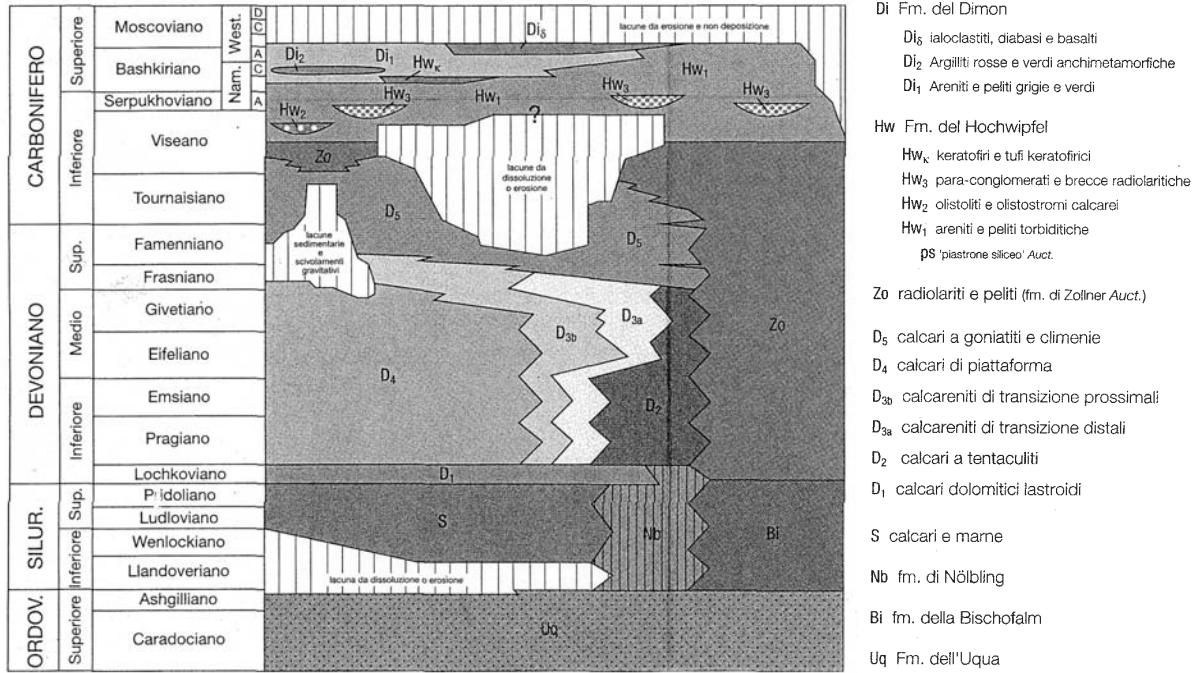 CARBONIFERO
Superiore
Inferiore
Moscoviano
Bashkiriano
Serpukhoviano
Viseano
Tournaisiano
West.
Nam.
D
C
A
C
A
DEVONIANO
Sup.
Medio
Inferiore
Famenniano
Frasniano
Givetiano
Eifeliano
Emsiano
Pragiano
Lochkoviano
SILUR.
Sup.
Inferiore
Pridoliano
Ludloviano
Wenlockiano
Llandoveriano
ORDOV.
Superiore
Ashgilliano
Caradociano
lacune da erosione e non deposizione
Diδ
Di2
Di1
Hwκ
Hw1
Hw3
Hw1
Hw3
Hw3
Hw2
?
Zo
lacune da
dissoluzione
o erosione
D5
D5
lacune
sedimentarie
e
scivolamenti
gravitativi
D3a
D3b
Zo
D4
D2
D1
S
Nb
Bi
lacuna da dissoluzione o erosione
Uq
Di Fm. del Dimon
Diδ ialoclastiti, diabasi e basalti
Di2 Argilliti rosse e verdi anchimetamorfiche
Di1 Areniti e peliti grigie e verdi
Hw Fm. del Hochwipfel
Hwκ keratofiri e tufi keratofirici
Hw3 para-conglomerati e brecce radiolaritiche
Hw2 olistoliti e olistostromi calcarei
Hw1 areniti e peliti torbiditiche
ps 'piastrone siliceo' Auct.
Zo radiolariti e peliti (fm. di Zollner Auct.)
D5 calcari a goniatiti e climenie
D4 calcari di piattaforma
D3b calcareniti di transizione prossimali
D3a calcareniti di transizione distali
D2 calcari a tentaculiti
D1 calcari dolomitici lastroidi
S calcari e marne
Nb fm. di Nölbling
Bi fm. della Bischofalm
Uq Fm. dell'Uqua